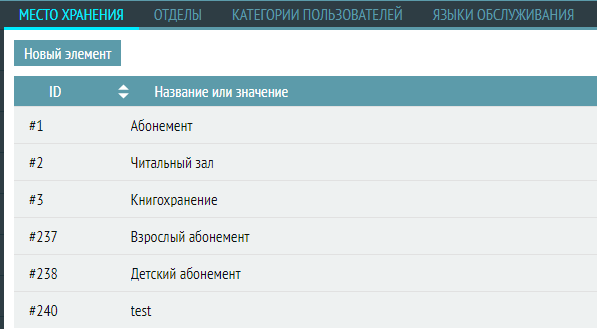 МЕСТО ХРАНЕНИЯ ОТДЕЛЫ КАТЕГОРИИ ПОЛЬЗОВАТЕЛЕЙ ЯЗЫКИ ОБСЛУЖИВАНИЯ
Новый элемент
ID Название или значение
#1 Абонемент
#2 Читальный зал
#3 Книгохранение
#237 Взрослый абонемент
#238 Детский абонемент
#240 test